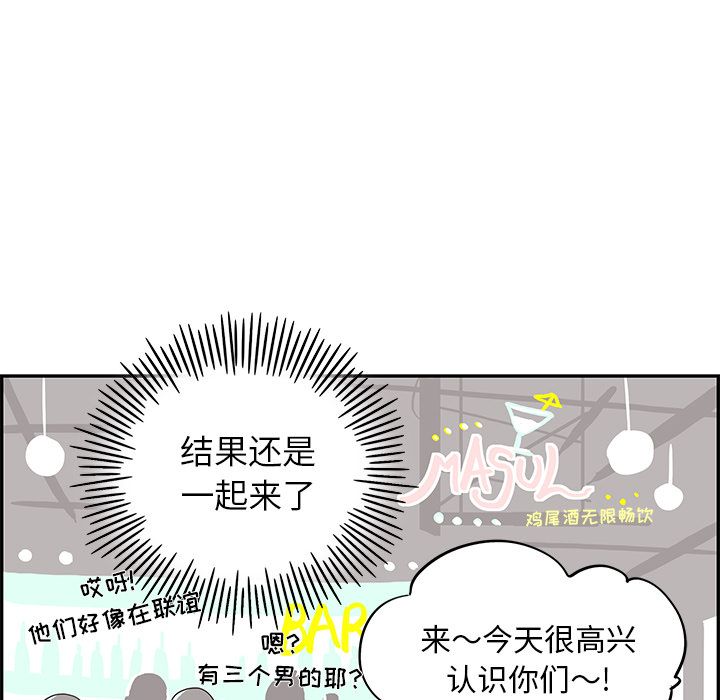 结果还是
一起来了
MASUL
鸡尾酒无限畅饮
哎呀!
他们好像在联谊
BAR
嗯?
有三个男的耶?
来～今天很高兴
认识你们～!